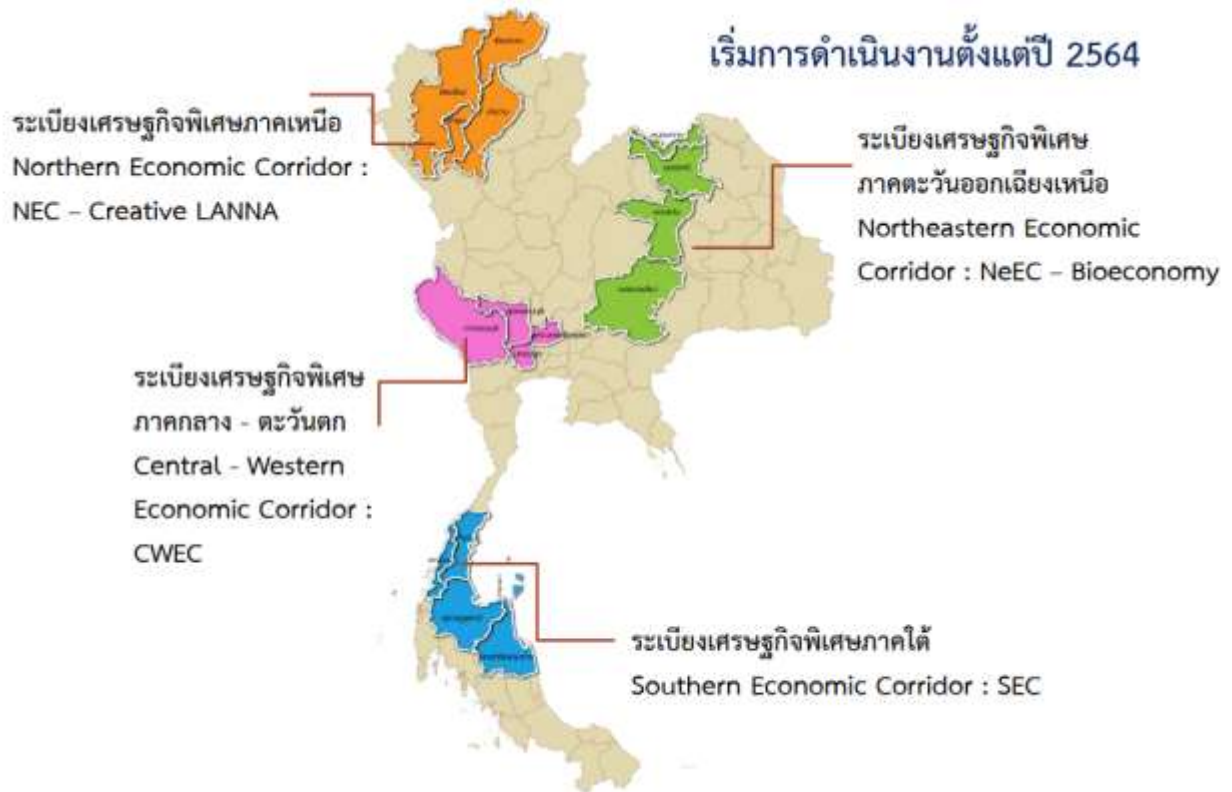 เริ่มการดำเนินงานตั้งแต่ปี 2564
ระเบียงเศรษฐกิจพิเศษภาคเหนือ
Northern Economic Corridor :
NEC – Creative LANNA
ระเบียงเศรษฐกิจพิเศษ
ภาคตะวันออกเฉียงเหนือ
Northeastern Economic
Corridor : NeEC – Bioeconomy
ระเบียงเศรษฐกิจพิเศษ
ภาคกลาง - ตะวันตก
Central - Western
Economic Corridor :
CWEC
ระเบียงเศรษฐกิจพิเศษภาคใต้
Southern Economic Corridor : SEC